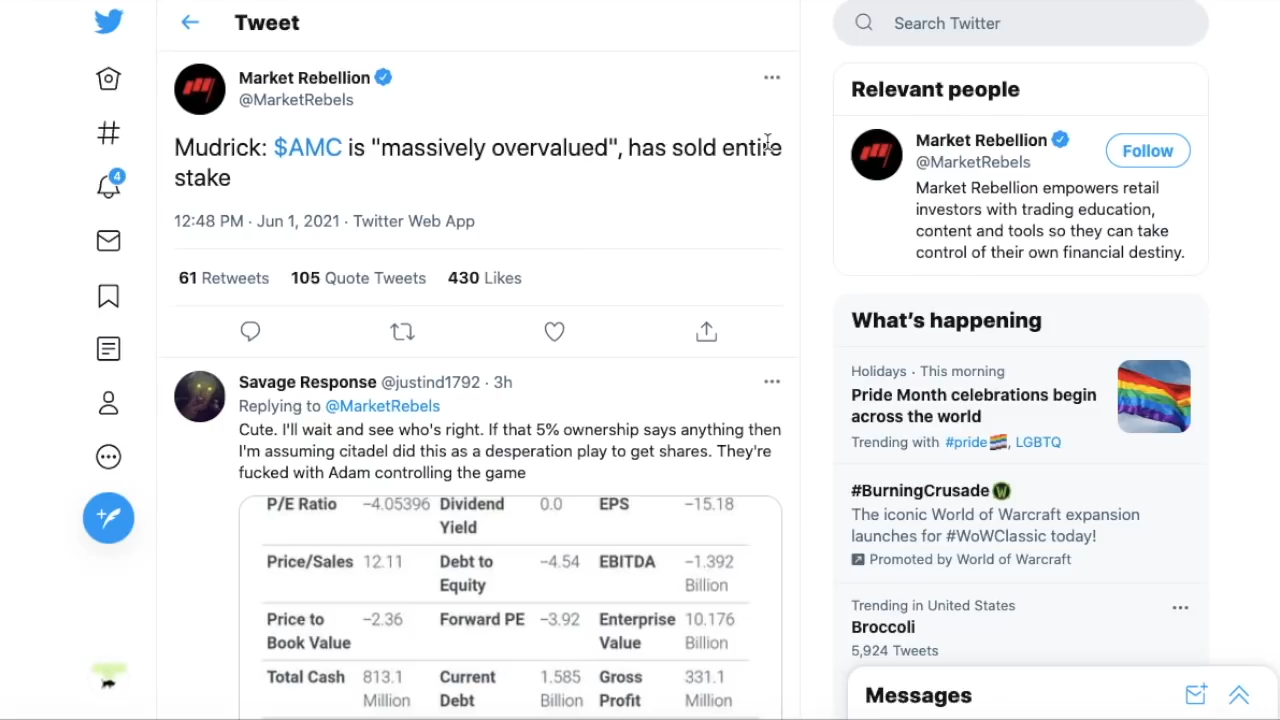 Tweet
Market Rebellion
@MarketRebels
Mudrick: $AMC is "massively overvalued", has sold entire
stake
12:48 PM · Jun 1, 2021 · Twitter Web App
61 Retweets 105 Quote Tweets 430 Likes
Savage Response @justind1792 · 3h
Replying to @MarketRebels
Cute. I'll wait and see who's right. If that 5% ownership says anything then
I'm assuming citadel did this as a desperation play to get shares. They're
fucked with Adam controlling the game
P/E Ratio −4.05396 Dividend 0.0 EPS −15.18
Yield
Price/Sales 12.11 Debt to −4.54 EBITDA −1.392
Equity Billion
Price to −2.36 Forward PE −3.92 Enterprise 10.176
Book Value Value Billion
Total Cash 813.1 Current 1.585 Gross 331.1
Million Debt Billion Profit Million
4
Search Twitter
Relevant people
Market Rebellion
@MarketRebels
Follow
Market Rebellion empowers retail
investors with trading education,
content and tools so they can take
control of their own financial destiny.
What's happening
Holidays · This morning
Pride Month celebrations begin
across the world
Trending with #pride, LGBTQ
#BurningCrusade
The iconic World of Warcraft expansion
launches for #WoWClassic today!
Promoted by World of Warcraft
Trending in United States
Broccoli
5,924 Tweets
Messages